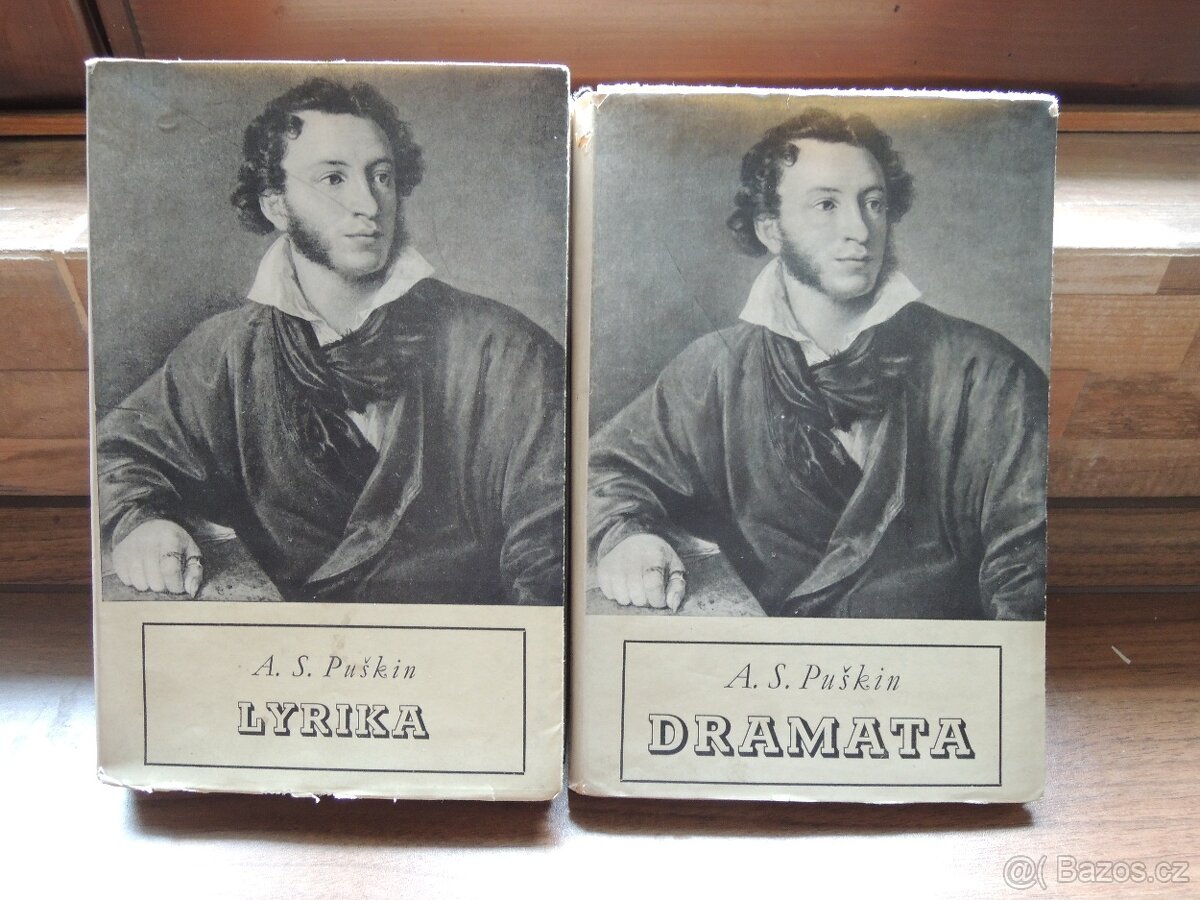 A. S. Puškin
LYRIKA
A. S. Puškin
DRAMATA
@( Bazos.cz